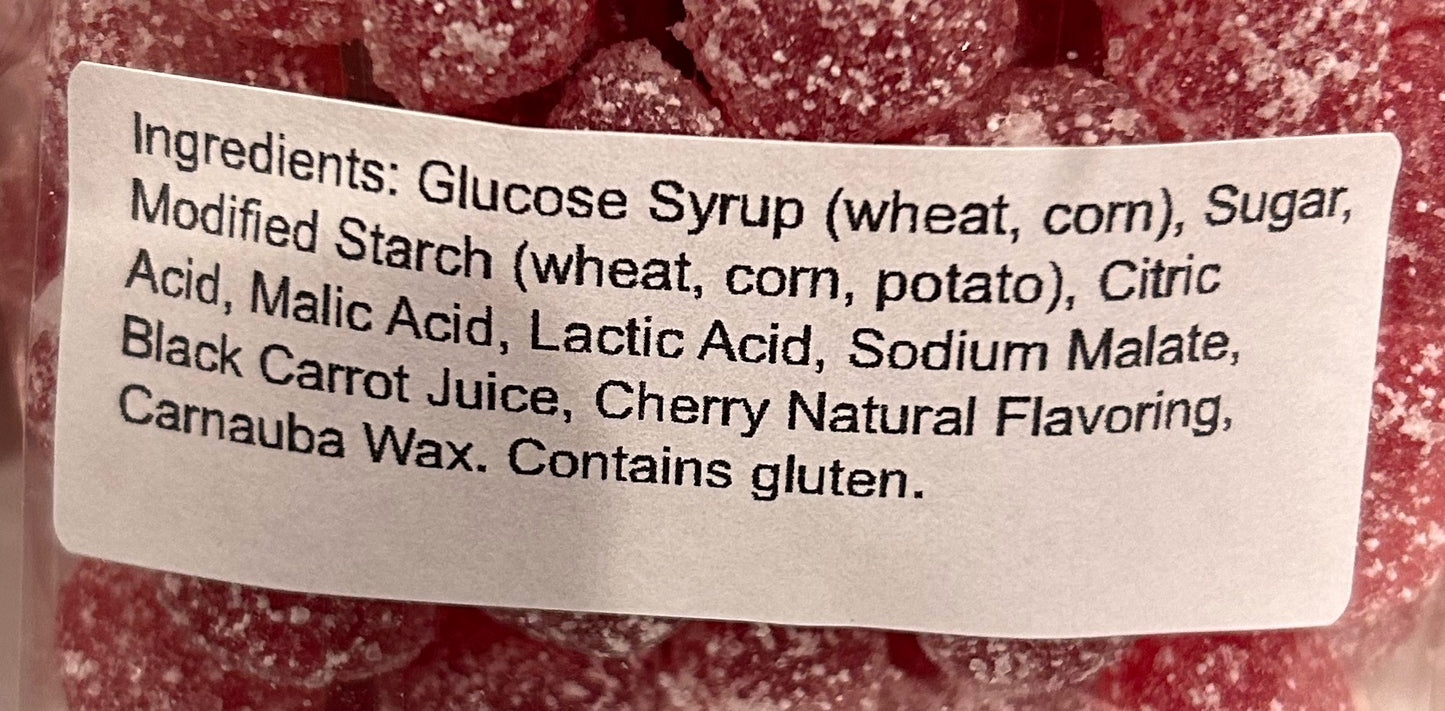 Ingredients: Glucose Syrup (wheat, corn), Sugar,
Modified Starch (wheat, corn, potato), Citric
Acid, Malic Acid, Lactic Acid, Sodium Malate,
Black Carrot Juice, Cherry Natural Flavoring,
Carnauba Wax. Contains gluten.